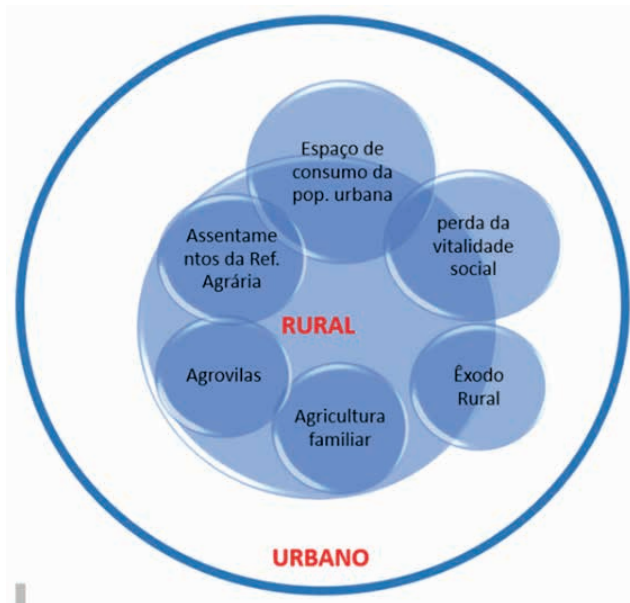 Espaço de
consumo da
pop. urbana
perda da
vitalidade
social
Assentame
ntos da Ref.
Agrária
RURAL
Agrovilas
Êxodo
Rural
Agricultura
familiar
URBANO